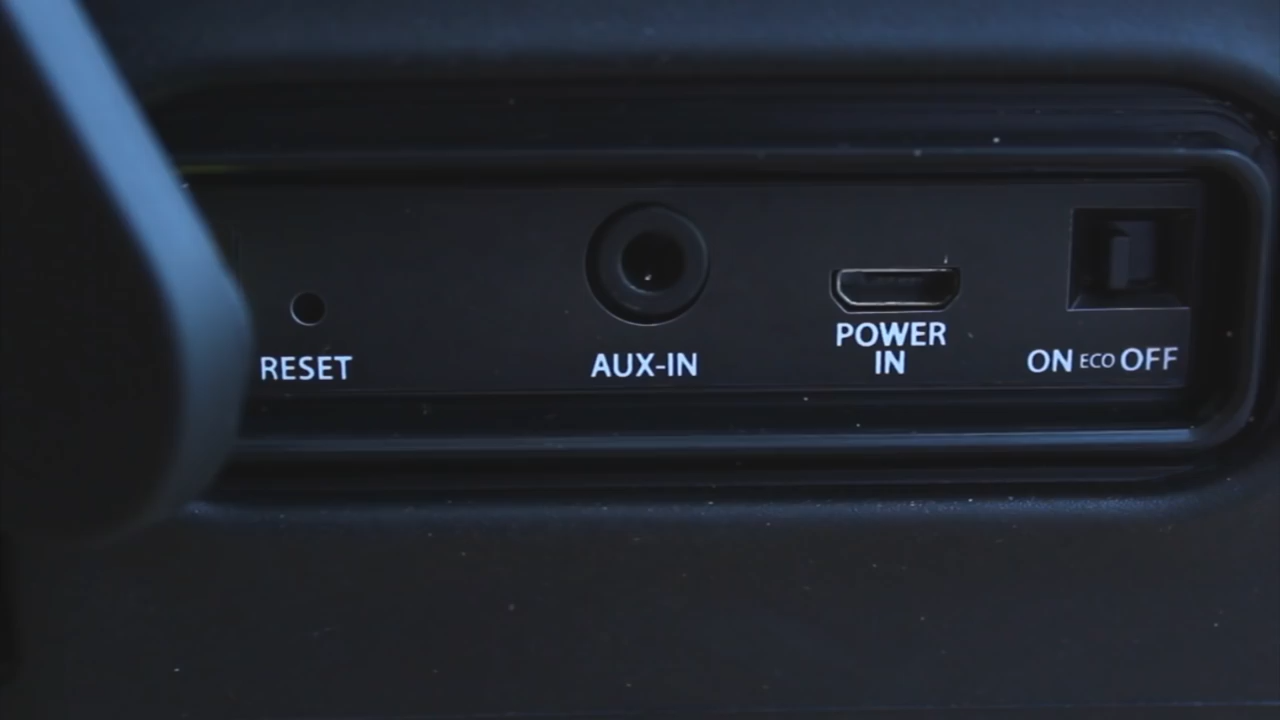 RESET
AUX-IN
POWER
IN
ON ECO OFF